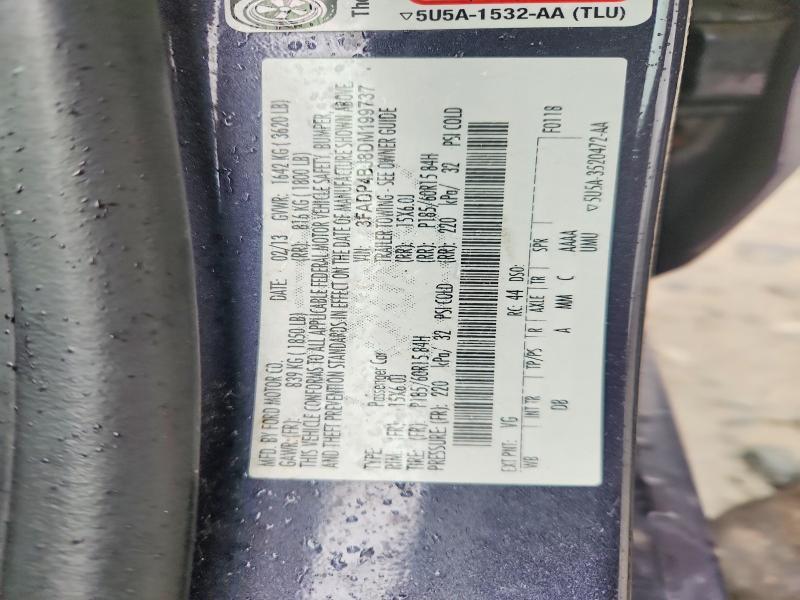 The
▽5U5A-1532-AA (TLU)
MFD. BY FORD MOTOR CO.
DATE: 02/13 GVWR: 1642 KG (3620 LB)
GAWR: (FR): 839 KG (1850 LB) (RR): 816 KG (1800 LB)
THIS VEHICLE CONFORMS TO ALL APPLICABLE FEDERAL MOTOR VEHICLE SAFETY, BUMPER,
AND THEFT PREVENTION STANDARDS IN EFFECT ON THE DATE OF MANUFACTURE SHOWN ABOVE
VIN: 3FADP4BJ8DM199737
TYPE: Passenger Car TRAILER TOWING - SEE OWNER GUIDE
RIM: (FR): 15X6.0J (RR): 15X6.0J
TIRE: (FR): P185/60R15 84H (RR): P185/60R15 84H
PRESSURE: (FR): 220 kPa/ 32 PSI COLD (RR): 220 kPa/ 32 PSI COLD
F0118
EXT PNT: VG RC: 44 DSO:
WB INT TR TP/PS R AXLE TR SPR
DB A MM C AAAA
UMU
▽5U5A-3520472-AA